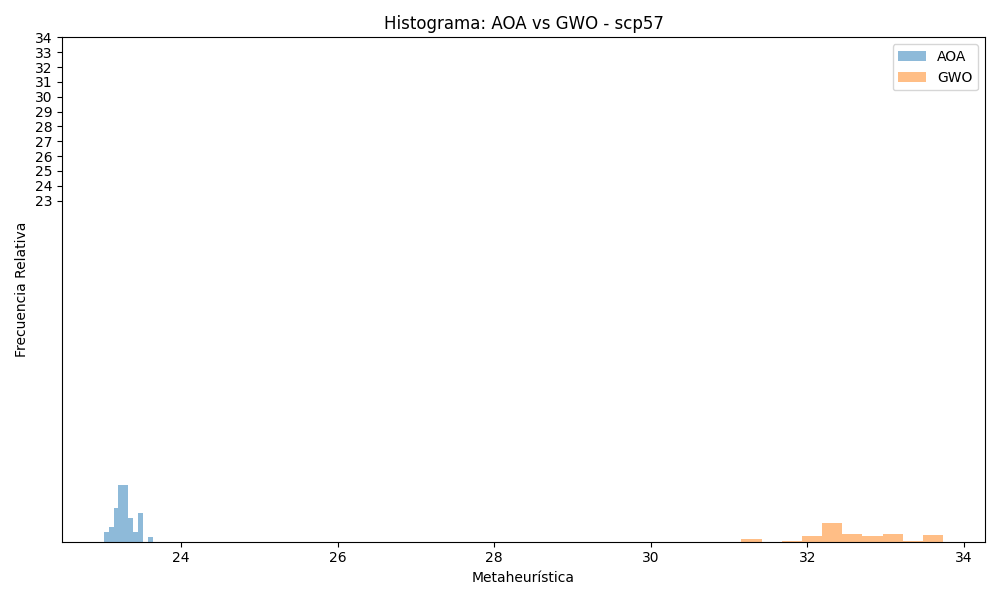 Histograma: AOA vs GWO - scp57
AOA
GWO
34
33
32
31
30
29
28
27
26
25
24
23
Frecuencia Relativa
24 26 28 30 32 34
Metaheurística